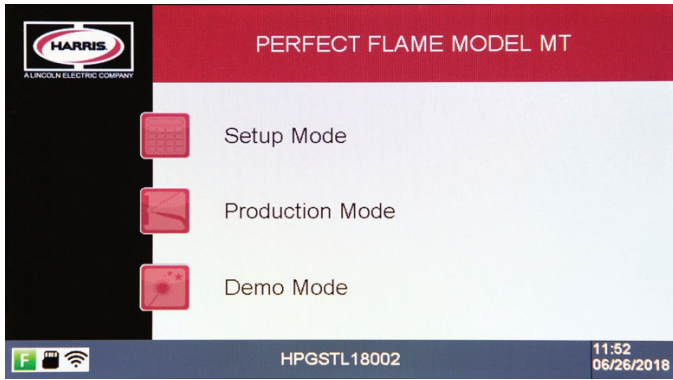 HARRIS.
A LINCOLN ELECTRIC COMPANY
PERFECT FLAME MODEL MT
Setup Mode
Production Mode
Demo Mode
F
HPGSTL18002
11:52
06/26/2018